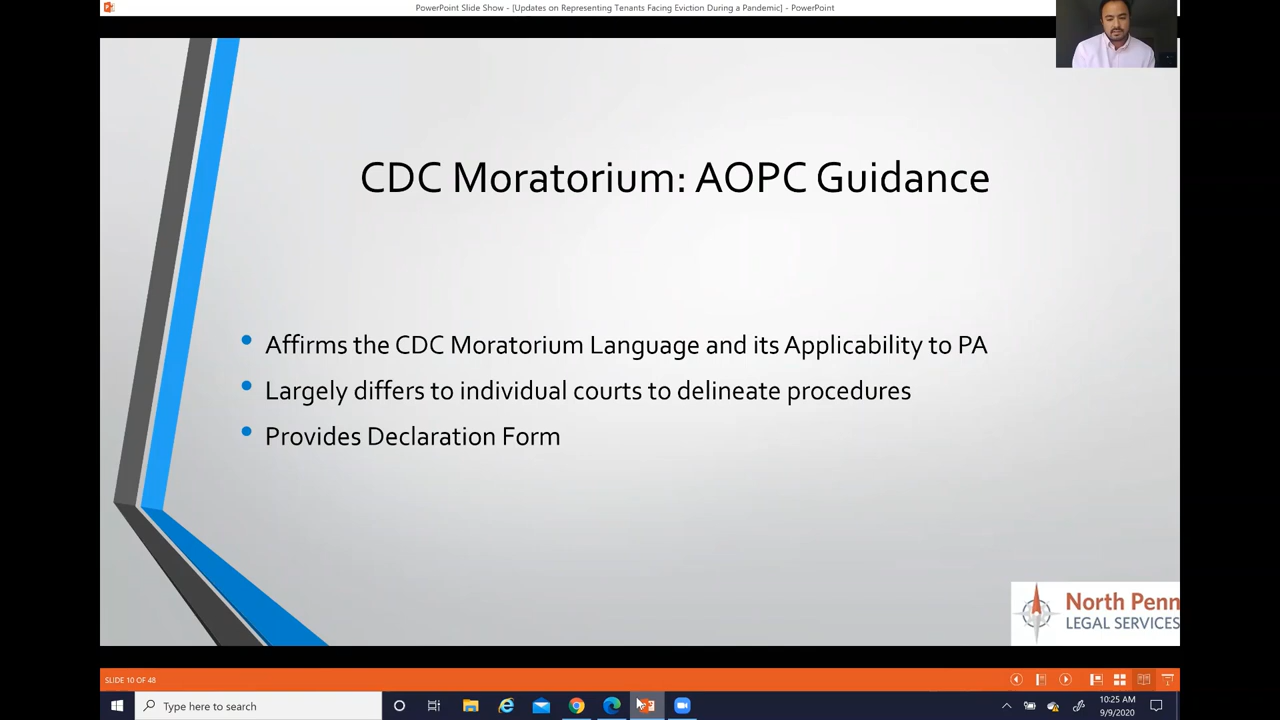 PowerPoint Slide Show - [Updates on Representing Tenants Facing Eviction During a Pandemic] - PowerPoint
CDC Moratorium: AOPC Guidance
• Affirms the CDC Moratorium Language and its Applicability to PA
• Largely differs to individual courts to delineate procedures
• Provides Declaration Form
North Penn
LEGAL SERVICES
SLIDE 10 OF 48
Type here to search
10:25 AM
9/9/2020